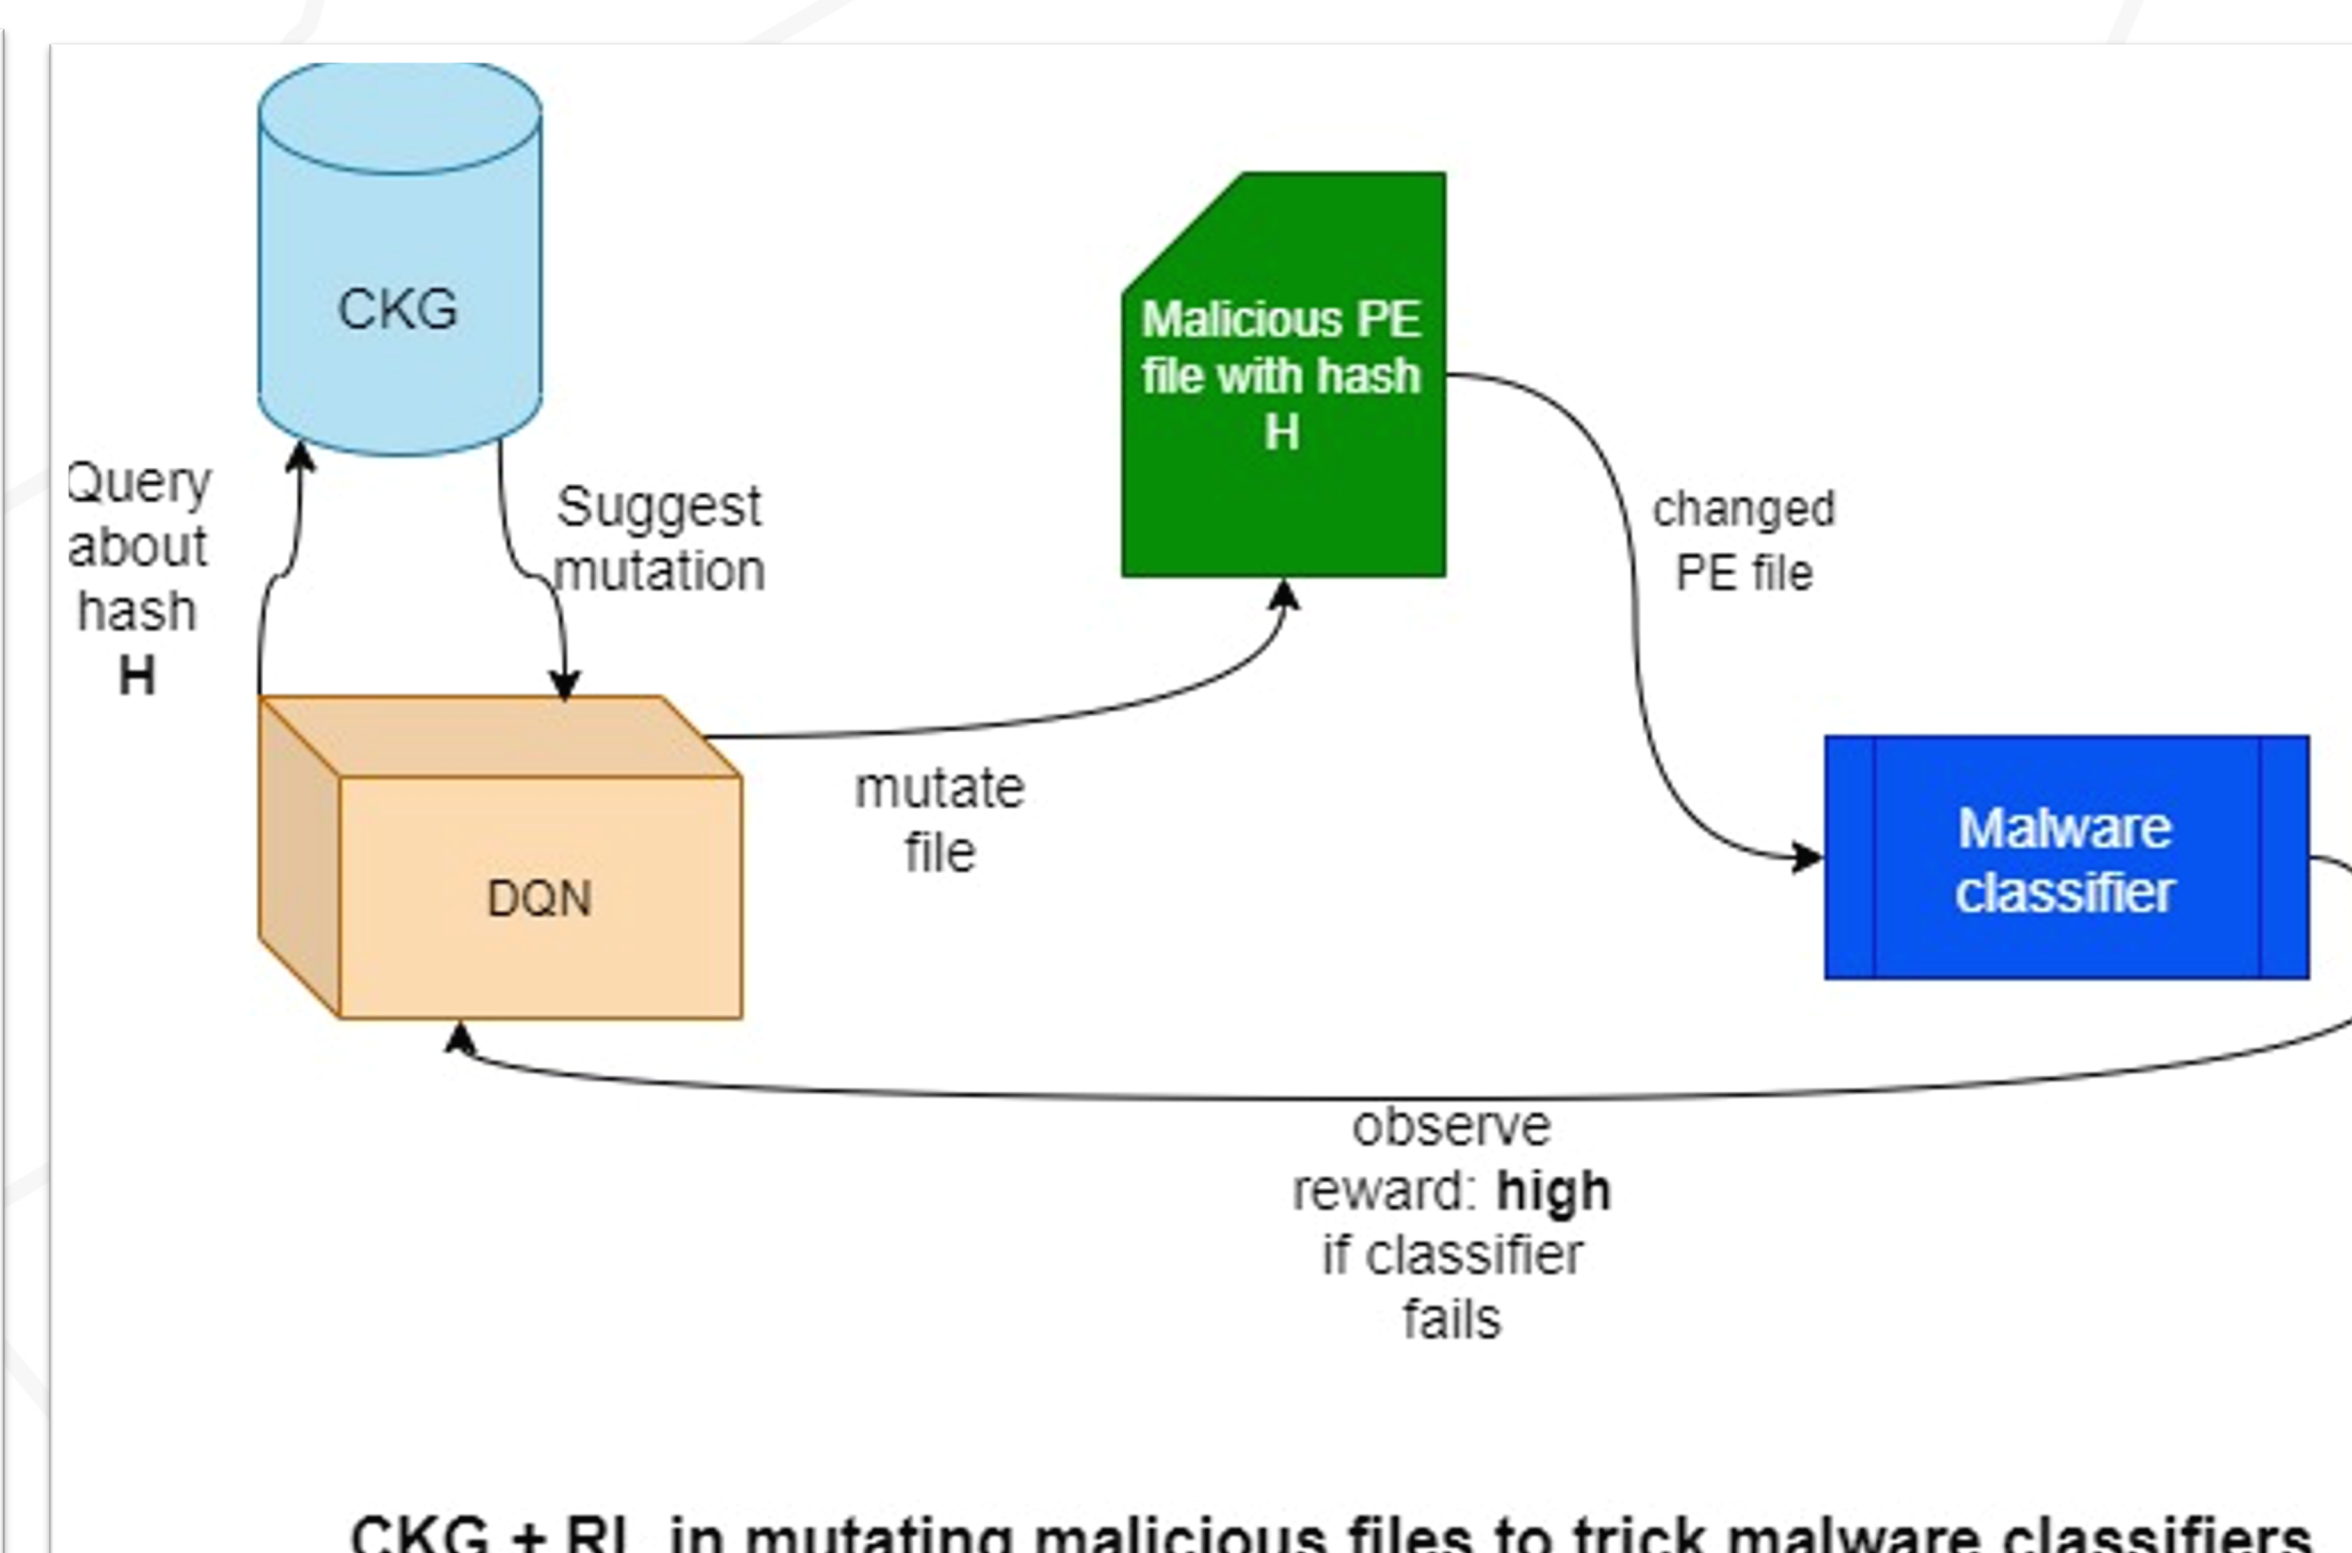 CKG
Query
about
hash
H
Suggest
mutation
Malicious PE
file with hash
H
changed
PE file
mutate
file
DQN
Malware
classifier
observe
reward: high
if classifier
fails
CKG + RL in mutating malicious files to trick malware classifiers